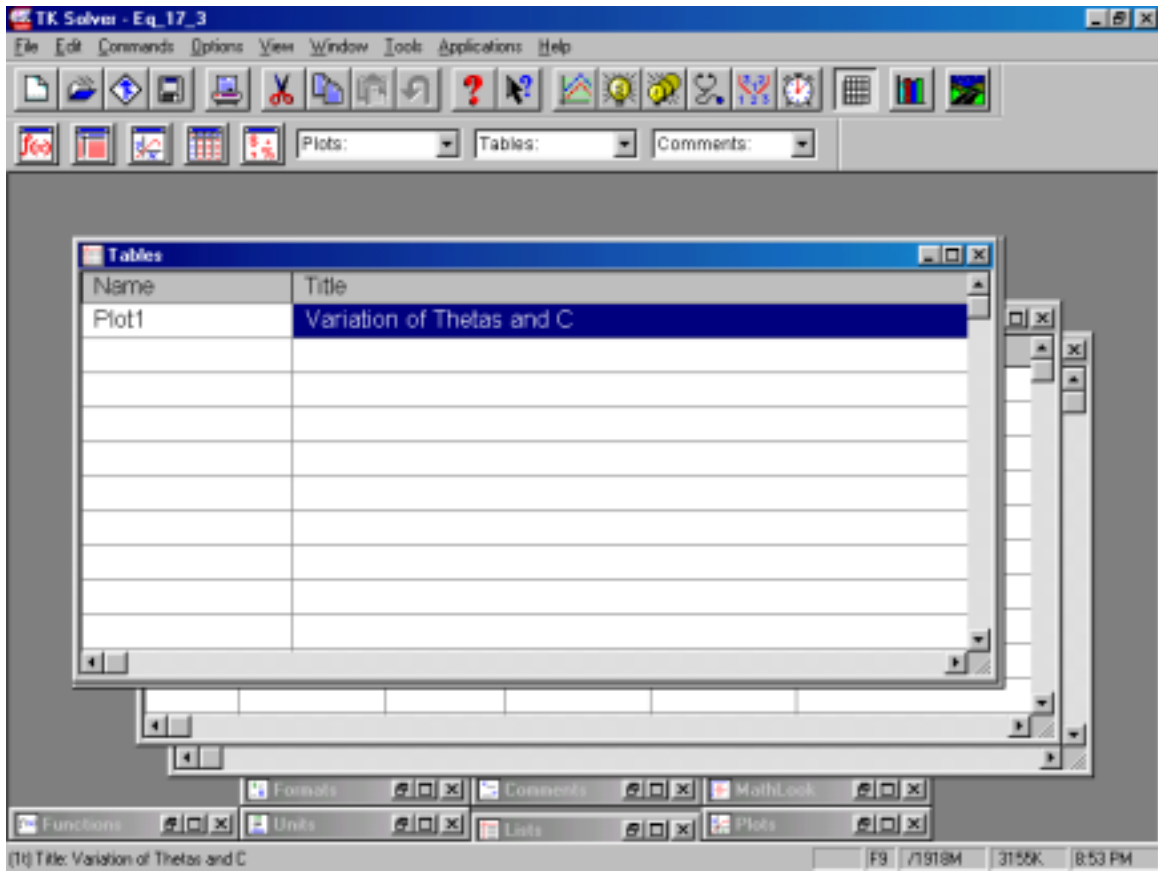 TK Solver - Eq_17_3
File Edit Commands Options View Window Tools Applications Help
Plots: Tables: Comments:
Tables
Name Title
Plot1 Variation of Thetas and C
Formats Comments MathLook
Functions Units Lists Plots
(1t) Title: Variation of Thetas and C F9 /1918M 3155K 8:53 PM